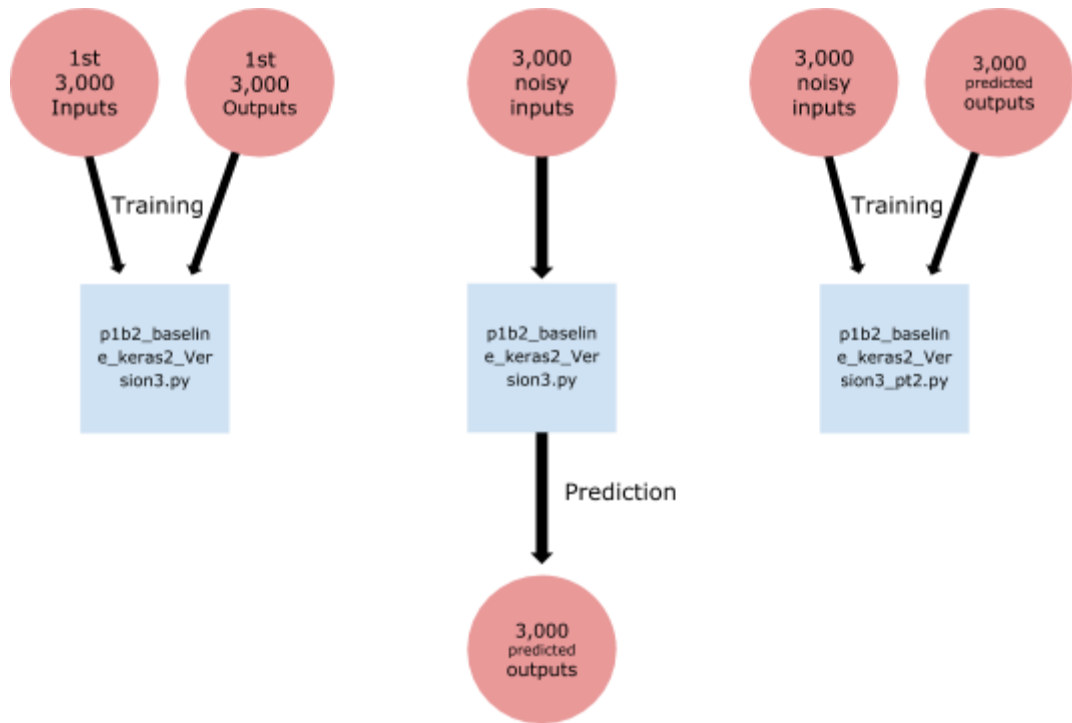 1st
3,000
Inputs
1st
3,000
Outputs
Training
p1b2_baselin
e_keras2_Ver
sion3.py
3,000
noisy
inputs
p1b2_baselin
e_keras2_Ver
sion3.py
Prediction
3,000
predicted
outputs
3,000
noisy
inputs
3,000
predicted
outputs
Training
p1b2_baselin
e_keras2_Ver
sion3_pt2.py